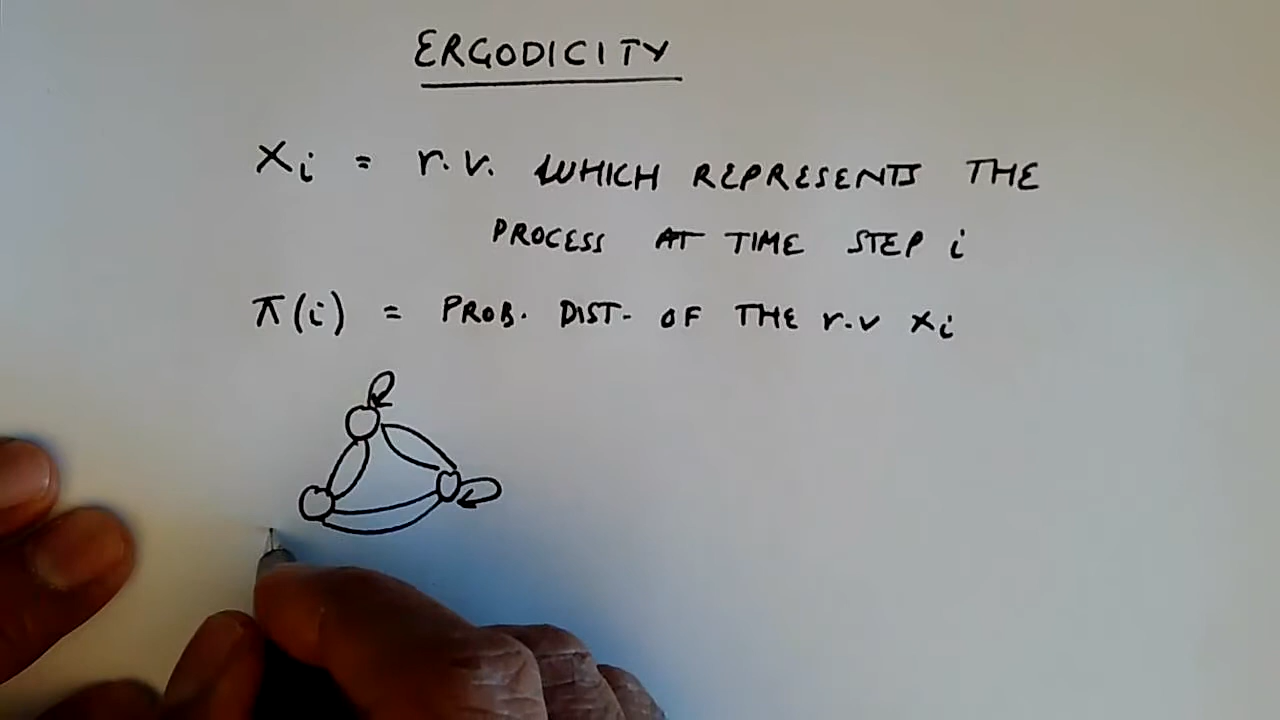 ERGODICITY
Xi = r.v. WHICH REPRESENTS THE
PROCESS AT TIME STEP i
π(i) = PROB. DIST. OF THE r.v Xi